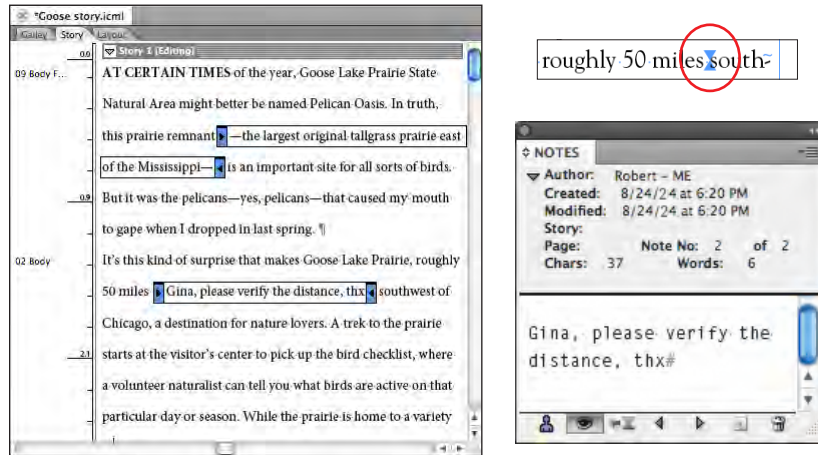 *Goose story.icml
Galley Story Layout
Story 1 [Editing]
0.0
09 Body F...
AT CERTAIN TIMES of the year, Goose Lake Prairie State
Natural Area might better be named Pelican Oasis. In truth,
this prairie remnant —the largest original tallgrass prairie east
of the Mississippi— is an important site for all sorts of birds.
0.9
But it was the pelicans—yes, pelicans—that caused my mouth
to gape when I dropped in last spring. ¶
02 Body
It's this kind of surprise that makes Goose Lake Prairie, roughly
50 miles Gina, please verify the distance, thx southwest of
Chicago, a destination for nature lovers. A trek to the prairie
2.1
starts at the visitor's center to pick up the bird checklist, where
a volunteer naturalist can tell you what birds are active on that
particular day or season. While the prairie is home to a variety
roughly 50 miles south-
NOTES
Author: Robert - ME
Created: 8/24/24 at 6:20 PM
Modified: 8/24/24 at 6:20 PM
Story:
Page: Note No: 2 of 2
Chars: 37 Words: 6
Gina, please verify the
distance, thx#